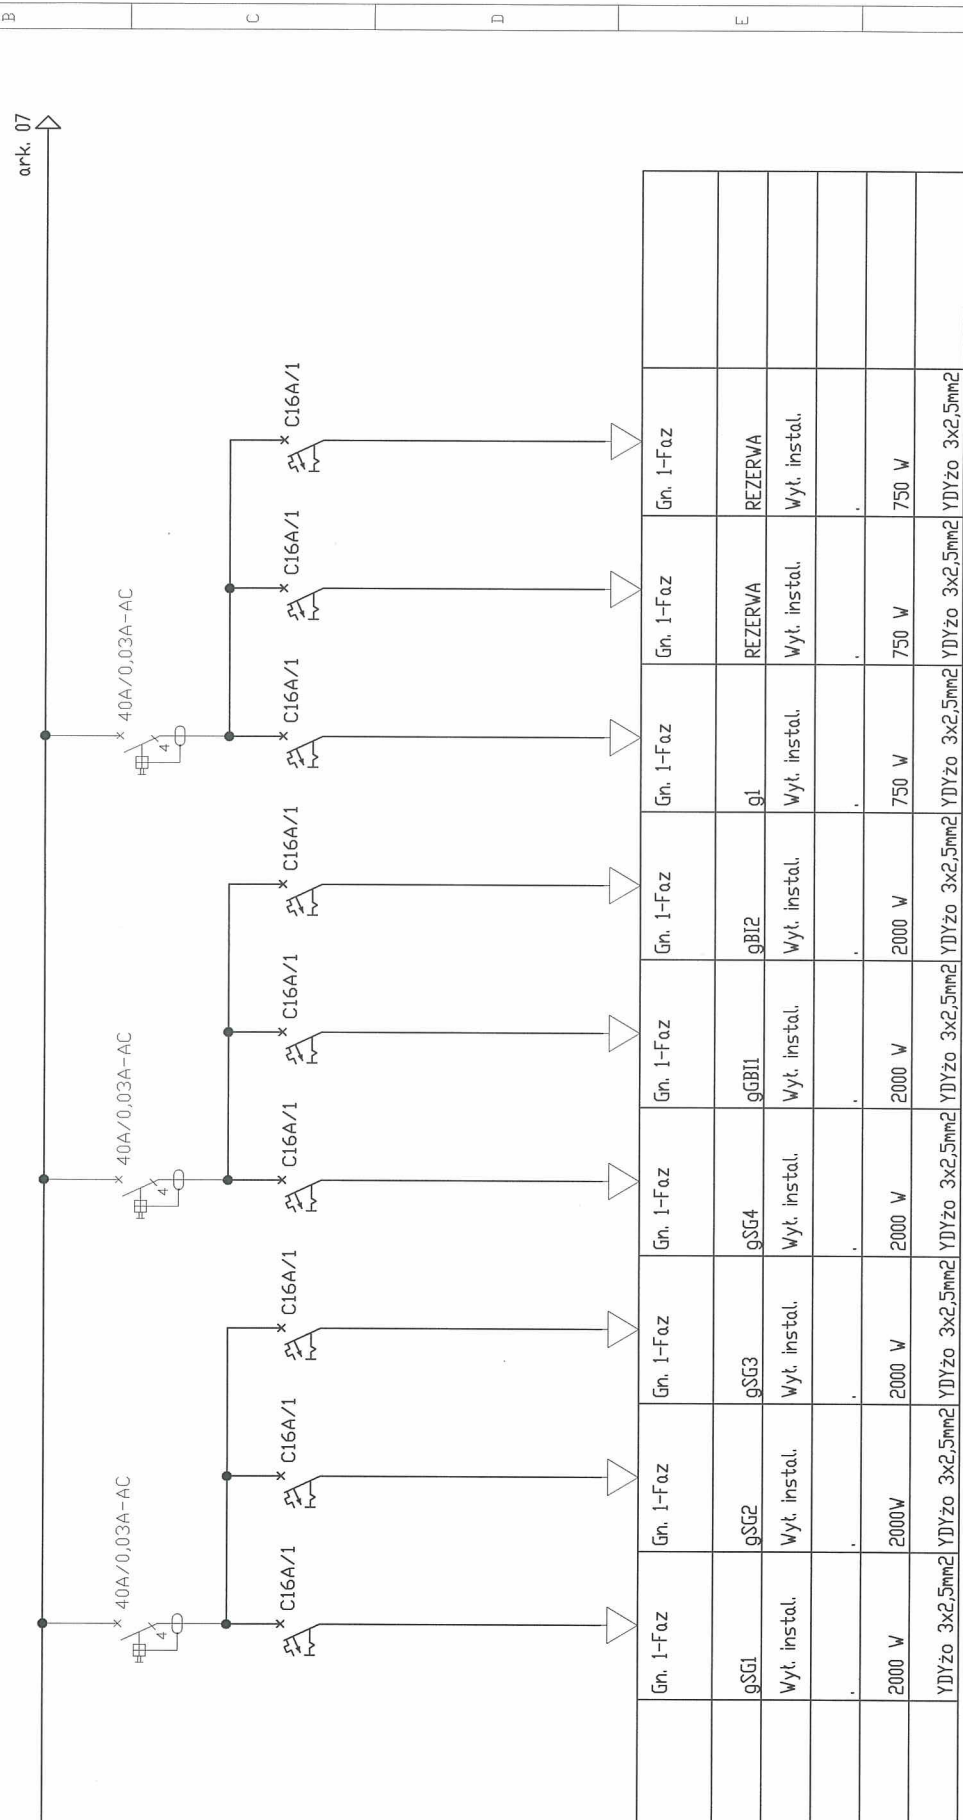 B
C
D
E
ark. 07
40A/0,03A-AC
40A/0,03A-AC
40A/0,03A-AC
4
4
4
C16A/1
C16A/1
C16A/1
C16A/1
C16A/1
C16A/1
C16A/1
C16A/1
C16A/1
Gn. 1-Faz
Gn. 1-Faz
Gn. 1-Faz
Gn. 1-Faz
Gn. 1-Faz
Gn. 1-Faz
Gn. 1-Faz
Gn. 1-Faz
Gn. 1-Faz
gSG1
gSG2
gSG3
gSG4
gGBI1
gBI2
g1
REZERWA
REZERWA
Wył. instal.
Wył. instal.
Wył. instal.
Wył. instal.
Wył. instal.
Wył. instal.
Wył. instal.
Wył. instal.
Wył. instal.
.
.
.
.
.
.
.
.
.
2000 W
2000W
2000 W
2000 W
2000 W
2000 W
750 W
750 W
750 W
YDYżo 3x2,5mm2
YDYżo 3x2,5mm2
YDYżo 3x2,5mm2
YDYżo 3x2,5mm2
YDYżo 3x2,5mm2
YDYżo 3x2,5mm2
YDYżo 3x2,5mm2
YDYżo 3x2,5mm2
YDYżo 3x2,5mm2